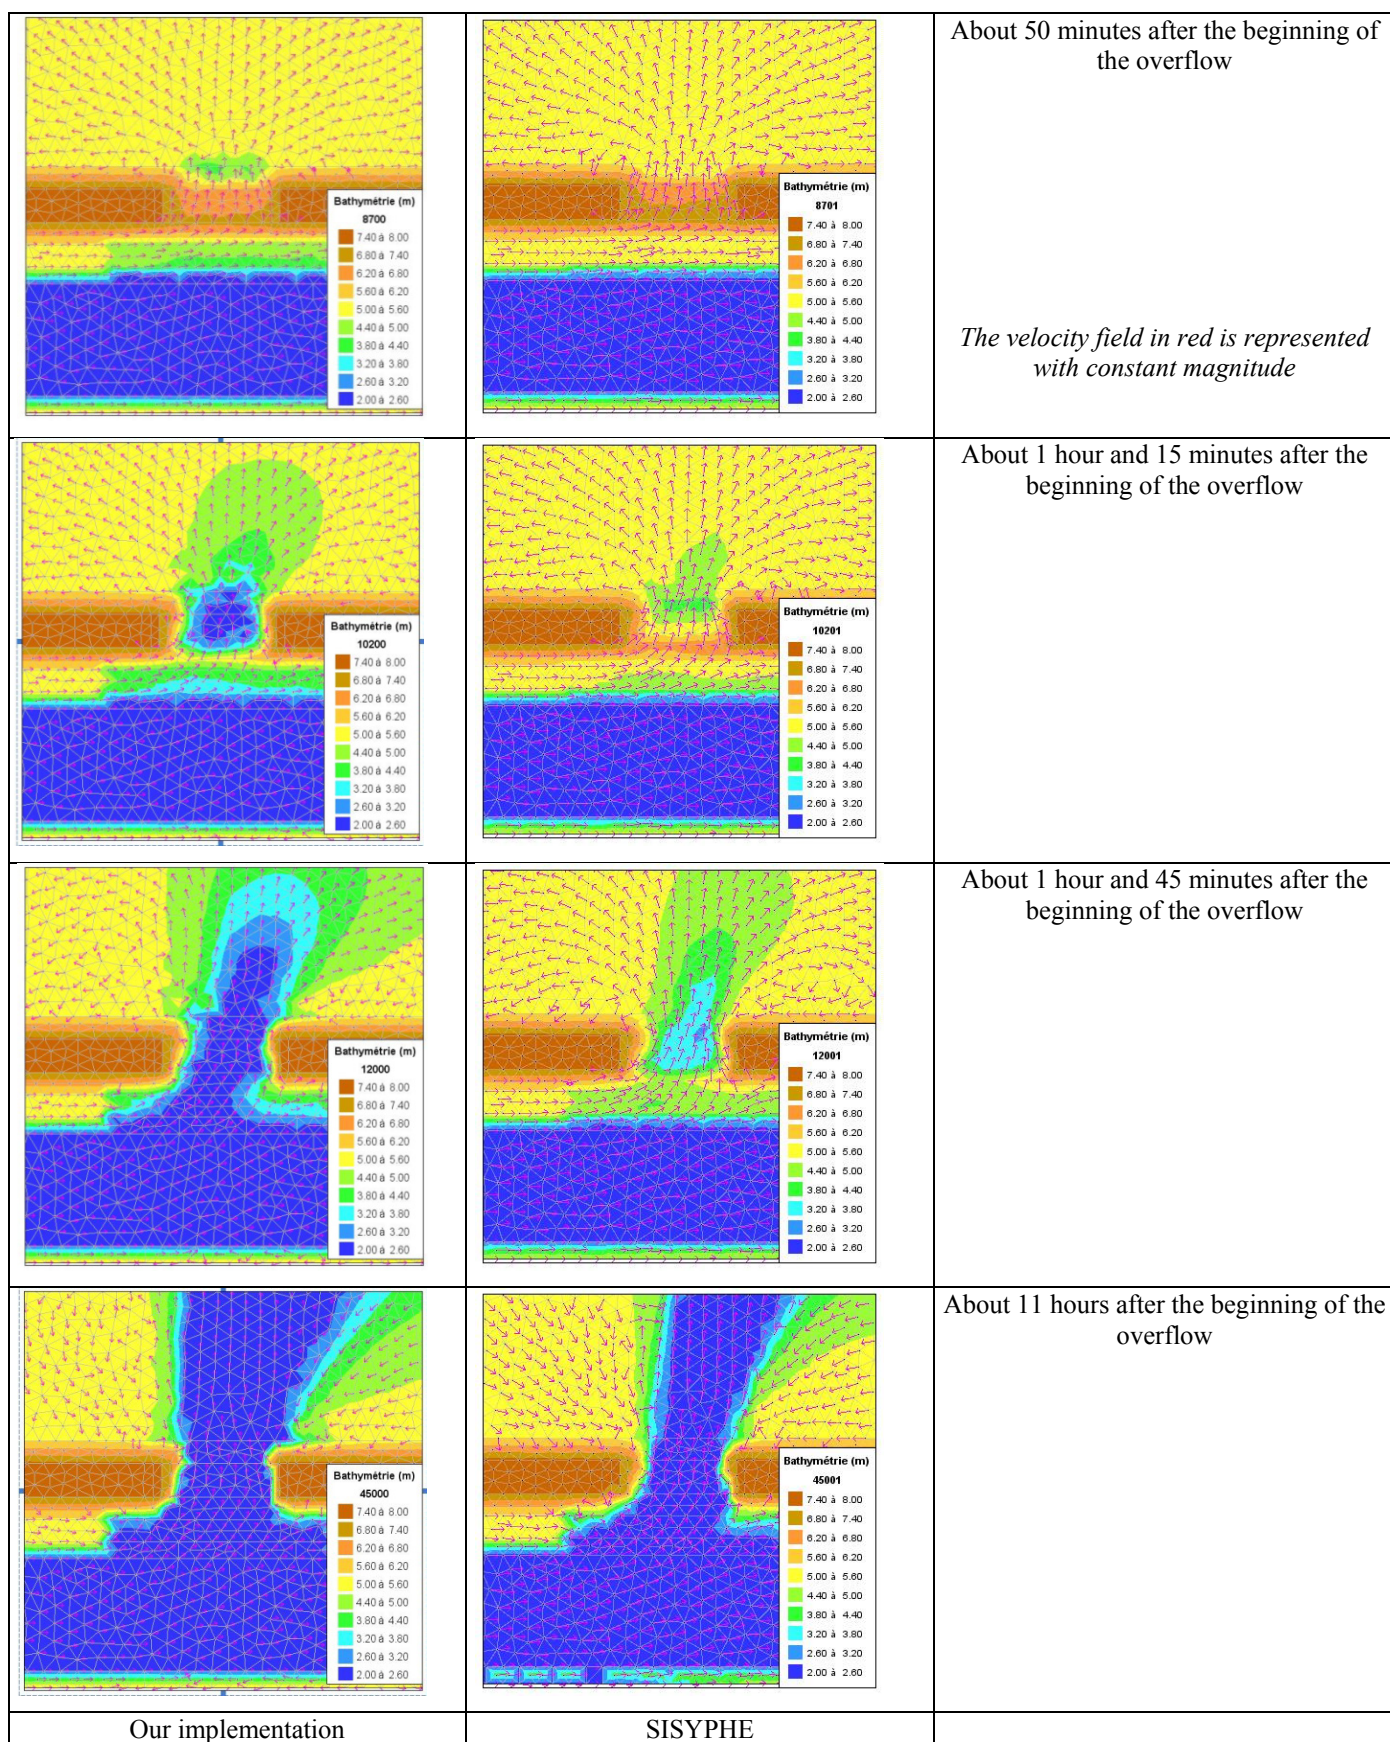 About 50 minutes after the beginning of
the overflow
Bathymétrie (m)
8700
7.40 à 8.00
6.80 à 7.40
6.20 à 6.80
5.60 à 6.20
5.00 à 5.60
4.40 à 5.00
3.80 à 4.40
3.20 à 3.80
2.60 à 3.20
2.00 à 2.60
Bathymétrie (m)
8701
7.40 à 8.00
6.80 à 7.40
6.20 à 6.80
5.60 à 6.20
5.00 à 5.60
4.40 à 5.00
3.80 à 4.40
3.20 à 3.80
2.60 à 3.20
2.00 à 2.60
The velocity field in red is represented
with constant magnitude
About 1 hour and 15 minutes after the
beginning of the overflow
Bathymétrie (m)
10200
7.40 à 8.00
6.80 à 7.40
6.20 à 6.80
5.60 à 6.20
5.00 à 5.60
4.40 à 5.00
3.80 à 4.40
3.20 à 3.80
2.60 à 3.20
2.00 à 2.60
Bathymétrie (m)
10201
7.40 à 8.00
6.80 à 7.40
6.20 à 6.80
5.60 à 6.20
5.00 à 5.60
4.40 à 5.00
3.80 à 4.40
3.20 à 3.80
2.60 à 3.20
2.00 à 2.60
About 1 hour and 45 minutes after the
beginning of the overflow
Bathymétrie (m)
12000
7.40 à 8.00
6.80 à 7.40
6.20 à 6.80
5.60 à 6.20
5.00 à 5.60
4.40 à 5.00
3.80 à 4.40
3.20 à 3.80
2.60 à 3.20
2.00 à 2.60
Bathymétrie (m)
12001
7.40 à 8.00
6.80 à 7.40
6.20 à 6.80
5.60 à 6.20
5.00 à 5.60
4.40 à 5.00
3.80 à 4.40
3.20 à 3.80
2.60 à 3.20
2.00 à 2.60
About 11 hours after the beginning of the
overflow
Bathymétrie (m)
45000
7.40 à 8.00
6.80 à 7.40
6.20 à 6.80
5.60 à 6.20
5.00 à 5.60
4.40 à 5.00
3.80 à 4.40
3.20 à 3.80
2.60 à 3.20
2.00 à 2.60
Bathymétrie (m)
45001
7.40 à 8.00
6.80 à 7.40
6.20 à 6.80
5.60 à 6.20
5.00 à 5.60
4.40 à 5.00
3.80 à 4.40
3.20 à 3.80
2.60 à 3.20
2.00 à 2.60
Our implementation
SISYPHE